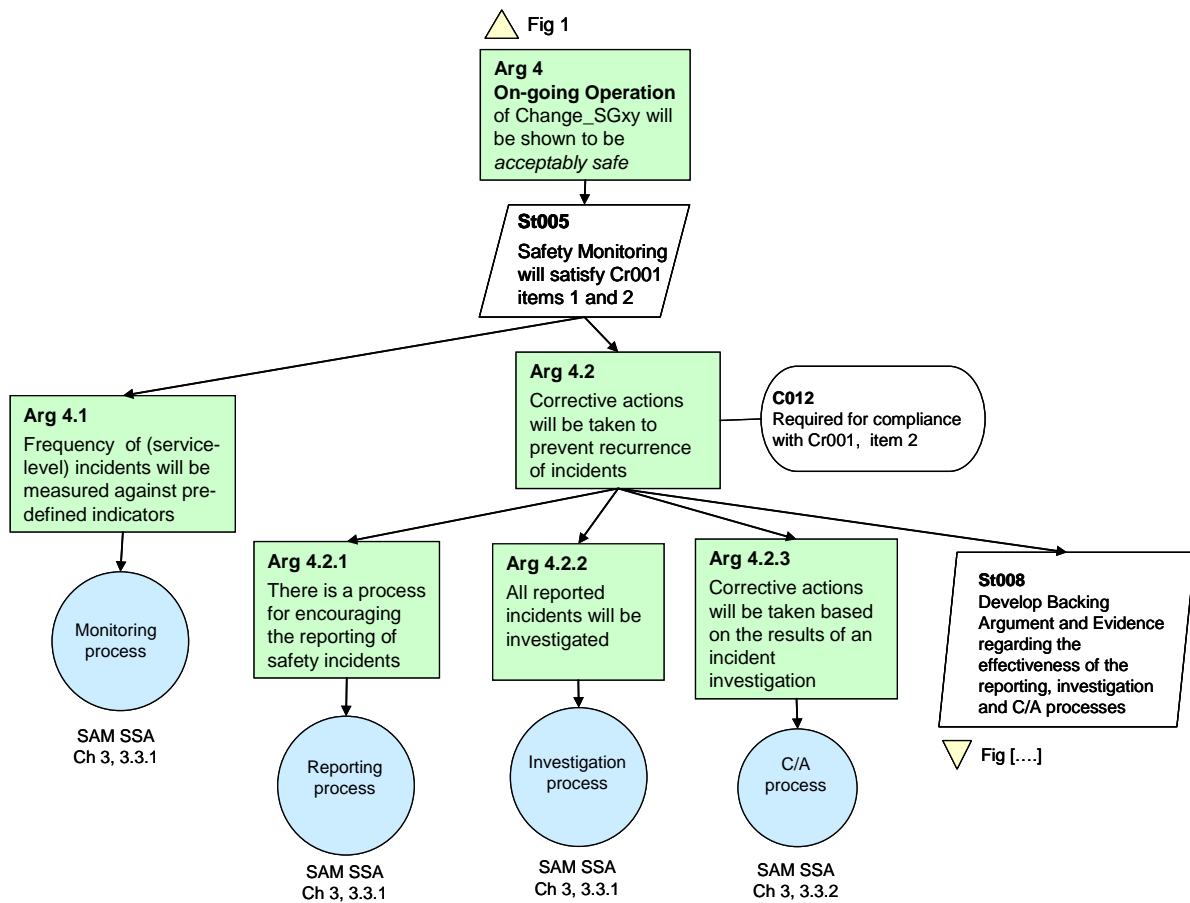 Fig 1
Arg 4
On-going Operation
of Change_SGxy will
be shown to be
acceptably safe
St005
Safety Monitoring
will satisfy Cr001
items 1 and 2
Arg 4.1
Frequency of (service-
level) incidents will be
measured against pre-
defined indicators
Monitoring
process
SAM SSA
Ch 3, 3.3.1
Arg 4.2
Corrective actions
will be taken to
prevent recurrence
of incidents
C012
Required for compliance
with Cr001, item 2
Arg 4.2.1
There is a process
for encouraging
the reporting of
safety incidents
Reporting
process
SAM SSA
Ch 3, 3.3.1
Arg 4.2.2
All reported
incidents will be
investigated
Investigation
process
SAM SSA
Ch 3, 3.3.1
Arg 4.2.3
Corrective actions
will be taken based
on the results of an
incident
investigation
C/A
process
SAM SSA
Ch 3, 3.3.2
St008
Develop Backing
Argument and Evidence
regarding the
effectiveness of the
reporting, investigation
and C/A processes
Fig [....]